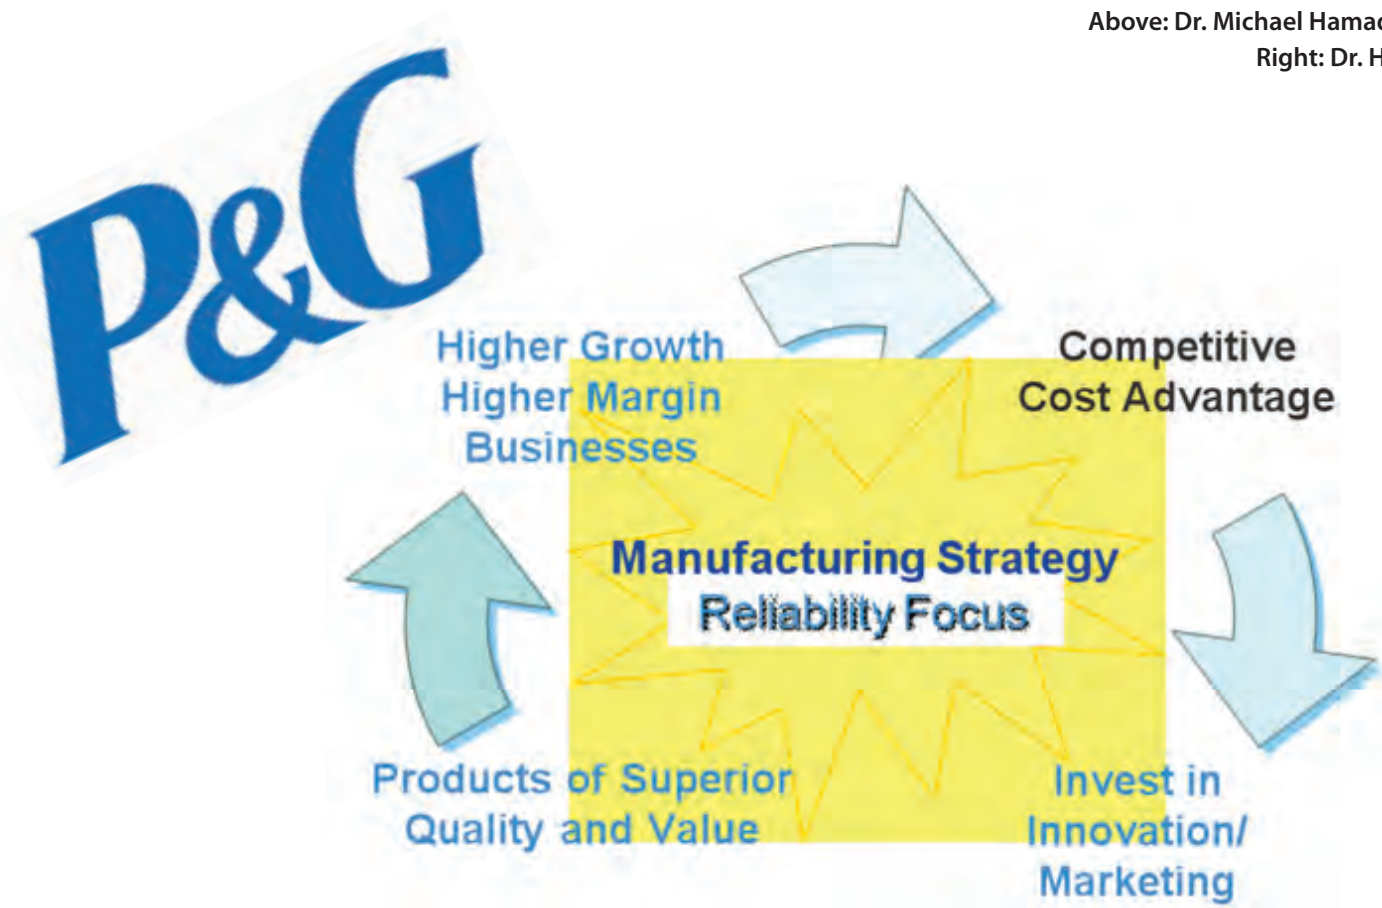 Above: Dr. Michael Hamad
Right: Dr. H
P&G
Higher Growth
Higher Margin
Businesses
Competitive
Cost Advantage
Manufacturing Strategy
Reliability Focus
Products of Superior
Quality and Value
Invest in
Innovation/
Marketing